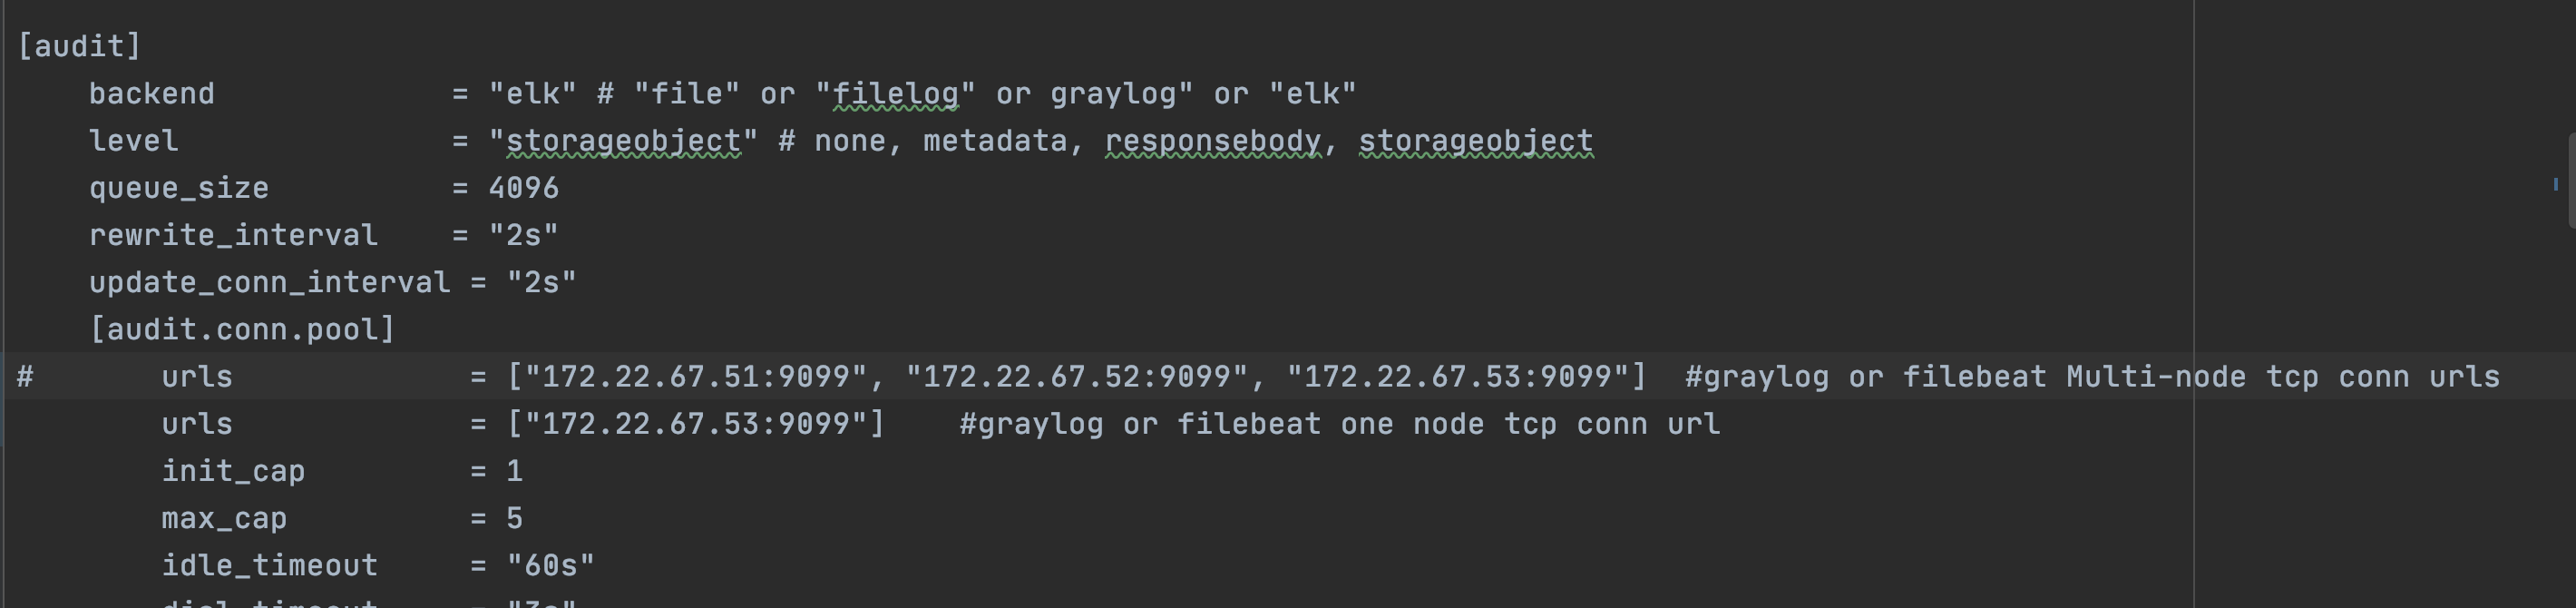 [audit]
backend = "elk" # "file" or "filelog" or graylog" or "elk"
level = "storageobject" # none, metadata, responsebody, storageobject
queue_size = 4096
rewrite_interval = "2s"
update_conn_interval = "2s"
[audit.conn.pool]
# urls = ["172.22.67.51:9099", "172.22.67.52:9099", "172.22.67.53:9099"] #graylog or filebeat Multi-node tcp conn urls
urls = ["172.22.67.53:9099"] #graylog or filebeat one node tcp conn url
init_cap = 1
max_cap = 5
idle_timeout = "60s"